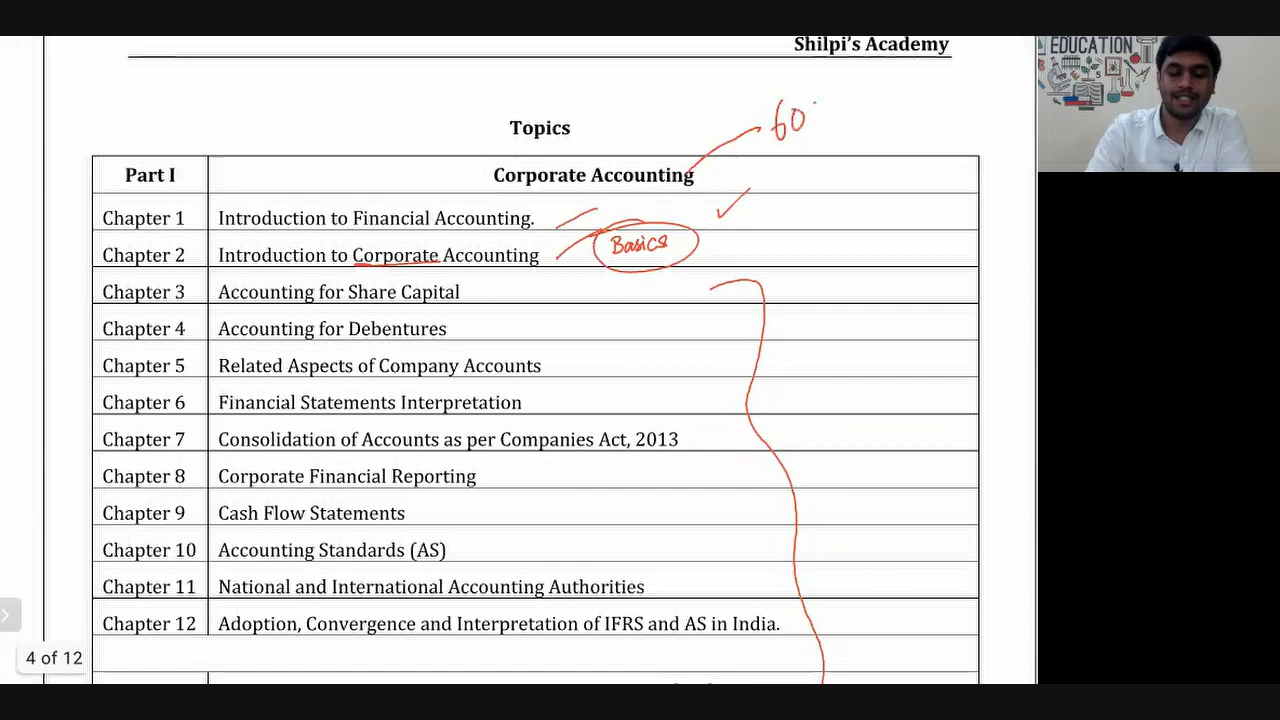 Shilpi's Academy
EDUCATION
60
Topics
Part I Corporate Accounting
Chapter 1 Introduction to Financial Accounting.
Basics
Chapter 2 Introduction to Corporate Accounting
Chapter 3 Accounting for Share Capital
Chapter 4 Accounting for Debentures
Chapter 5 Related Aspects of Company Accounts
Chapter 6 Financial Statements Interpretation
Chapter 7 Consolidation of Accounts as per Companies Act, 2013
Chapter 8 Corporate Financial Reporting
Chapter 9 Cash Flow Statements
Chapter 10 Accounting Standards (AS)
Chapter 11 National and International Accounting Authorities
Chapter 12 Adoption, Convergence and Interpretation of IFRS and AS in India.
4 of 12